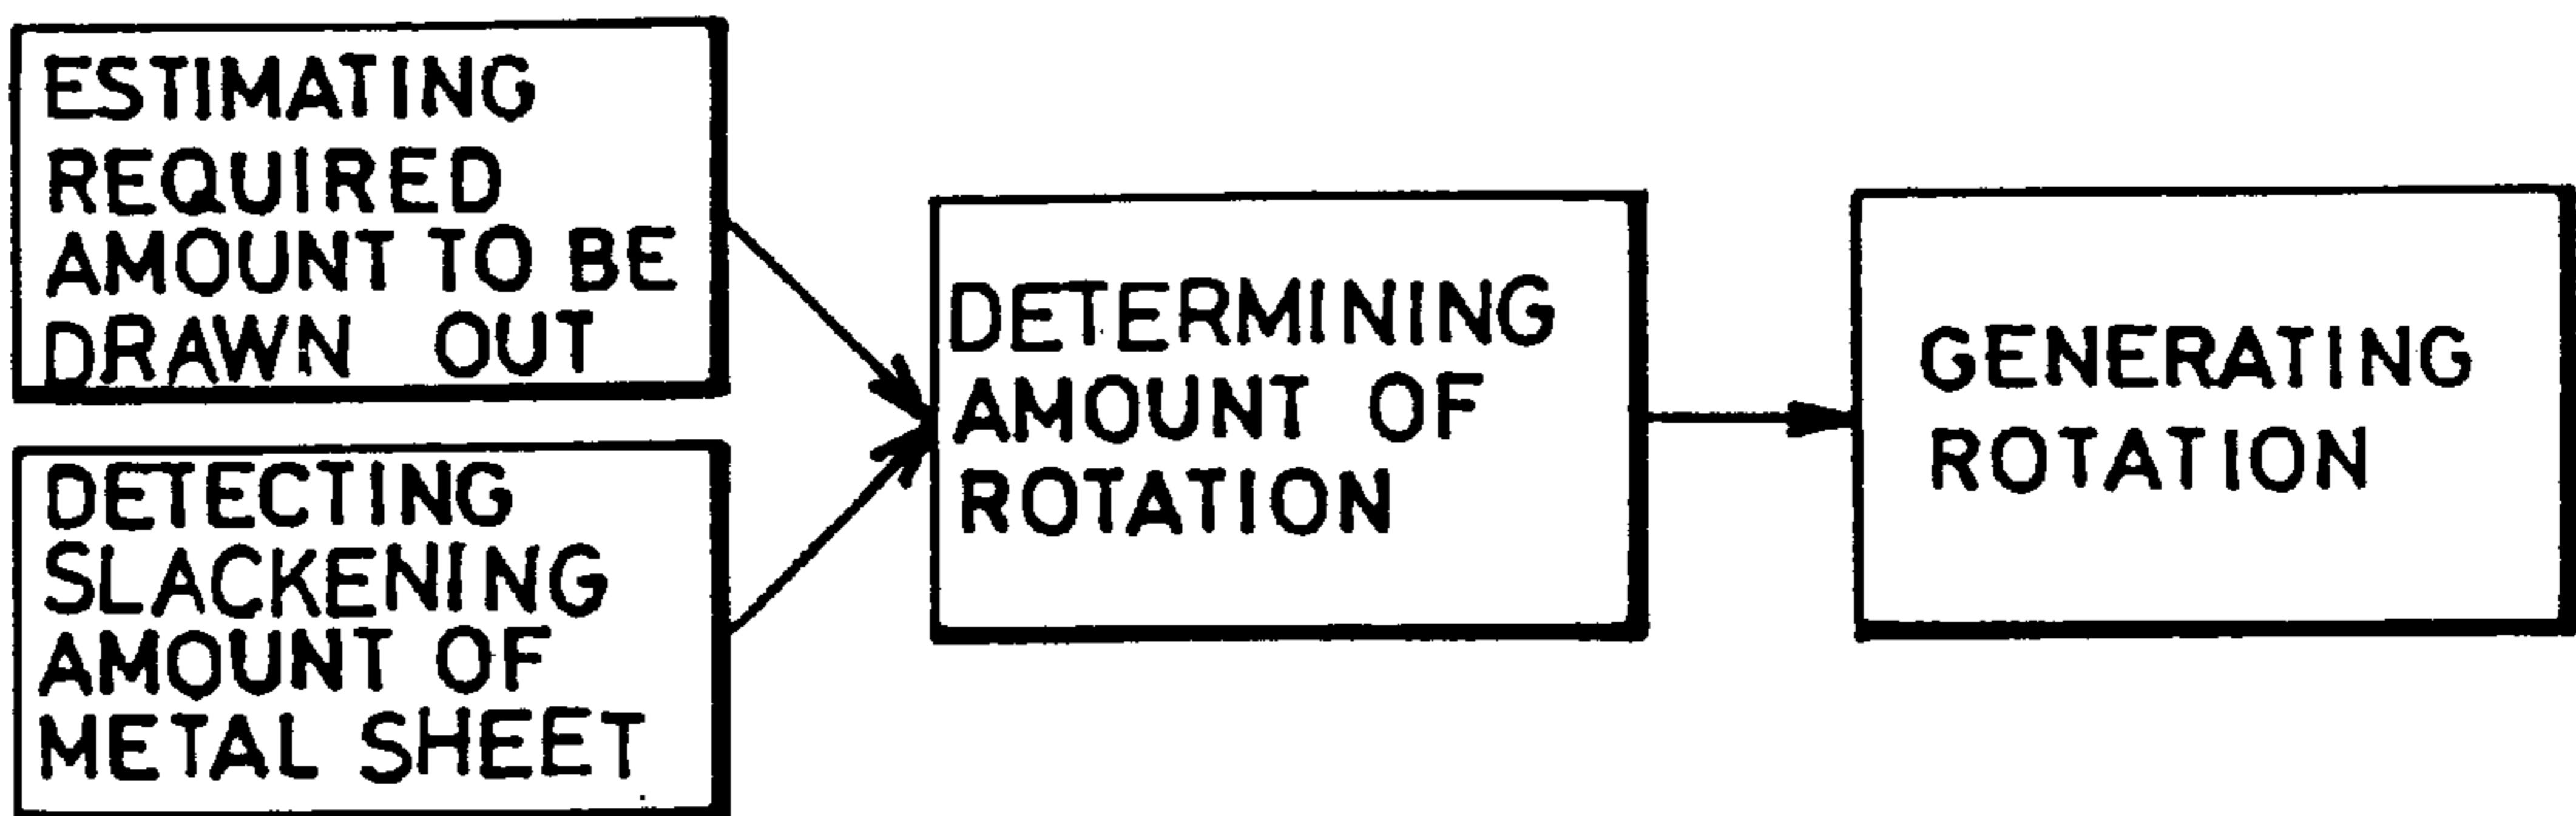 ESTIMATING
REQUIRED
AMOUNT TO BE
DRAWN OUT
DETECTING
SLACKENING
AMOUNT OF
METAL SHEET
DETERMINING
AMOUNT OF
ROTATION
GENERATING
ROTATION